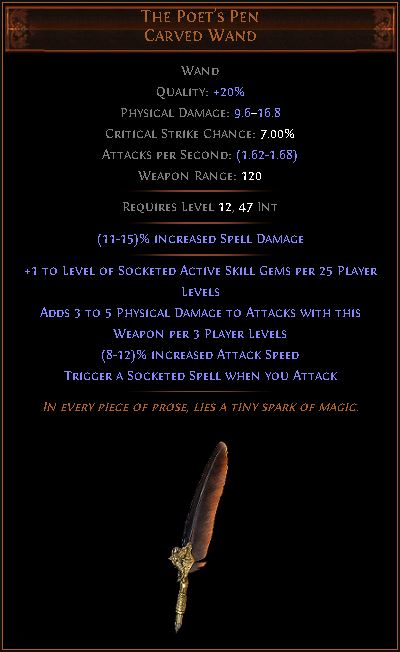 The Poet's Pen
Carved Wand
Wand
Quality: +20%
Physical Damage: 9.6–16.8
Critical Strike Chance: 7.00%
Attacks per Second: (1.62-1.68)
Weapon Range: 120
Requires Level 12, 47 Int
(11-15)% increased Spell Damage
+1 to Level of Socketed Active Skill Gems per 25 Player
Levels
Adds 3 to 5 Physical Damage to Attacks with this
Weapon per 3 Player Levels
(8-12)% increased Attack Speed
Trigger a Socketed Spell when you Attack
In every piece of prose, lies a tiny spark of magic.